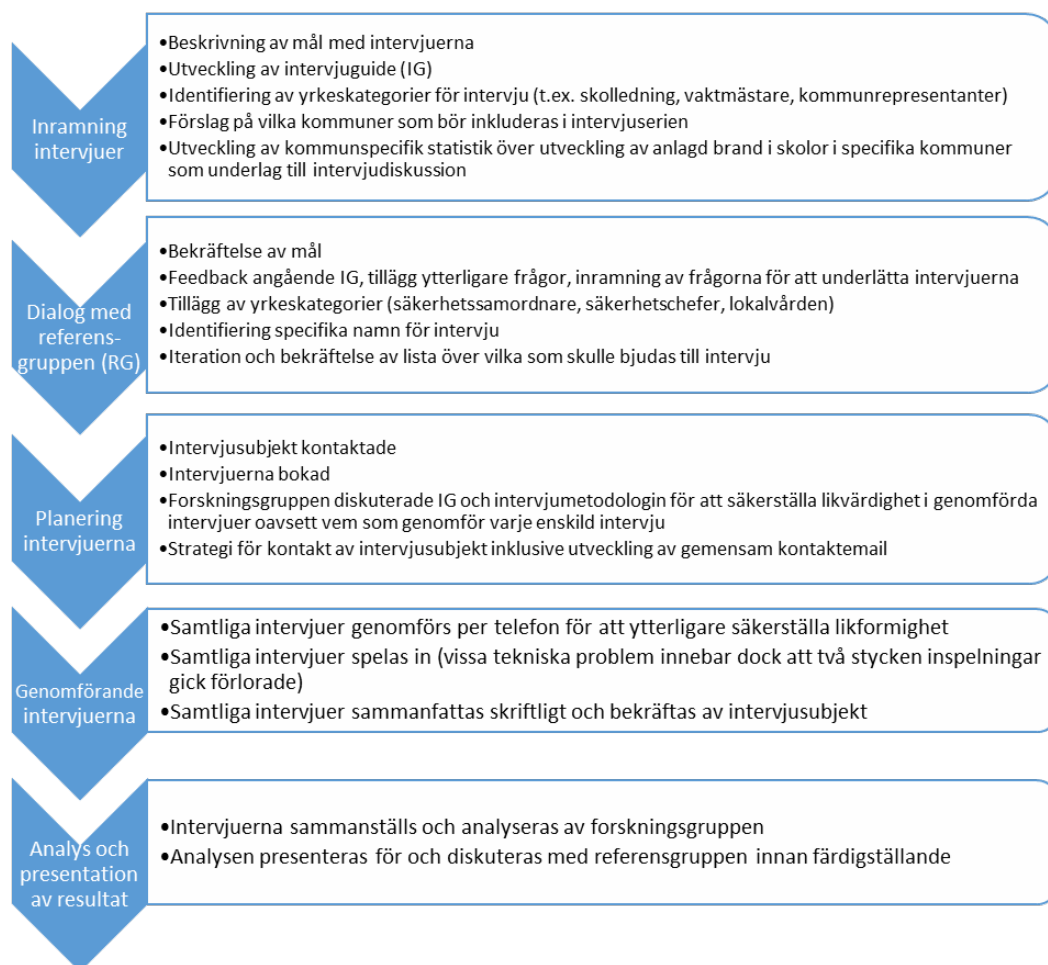 Inramning
intervjuer
•Beskrivning av mål med intervjuerna
•Utveckling av intervjuguide (IG)
•Identifiering av yrkeskategorier för intervju (t.ex. skolledning, vaktmästare, kommunrepresentanter)
•Förslag på vilka kommuner som bör inkluderas i intervjuserien
•Utveckling av kommunspecifik statistik över utveckling av anlagd brand i skolor i specifika kommuner
som underlag till intervjudiskussion
Dialog med
referens-
gruppen (RG)
•Bekräftelse av mål
•Feedback angående IG, tillägg ytterligare frågor, inramning av frågorna för att underlätta intervjuerna
•Tillägg av yrkeskategorier (säkerhetssamordnare, säkerhetschefer, lokalvården)
•Identifiering specifika namn för intervju
•Iteration och bekräftelse av lista över vilka som skulle bjudas till intervju
Planering
intervjuerna
•Intervjusubjekt kontaktade
•Intervjuerna bokad
•Forskningsgruppen diskuterade IG och intervjumetodologin för att säkerställa likvärdighet i genomförda
intervjuer oavsett vem som genomför varje enskild intervju
•Strategi för kontakt av intervjusubjekt inklusive utveckling av gemensam kontaktemail
Genomförande
intervjuerna
•Samtliga intervjuer genomförs per telefon för att ytterligare säkerställa likformighet
•Samtliga intervjuer spelas in (vissa tekniska problem innebar dock att två stycken inspelningar
gick förlorade)
•Samtliga intervjuer sammanfattas skriftligt och bekräftas av intervjusubjekt
Analys och
presentation
av resultat
•Intervjuerna sammanställs och analyseras av forskningsgruppen
•Analysen presenteras för och diskuteras med referensgruppen innan färdigställande